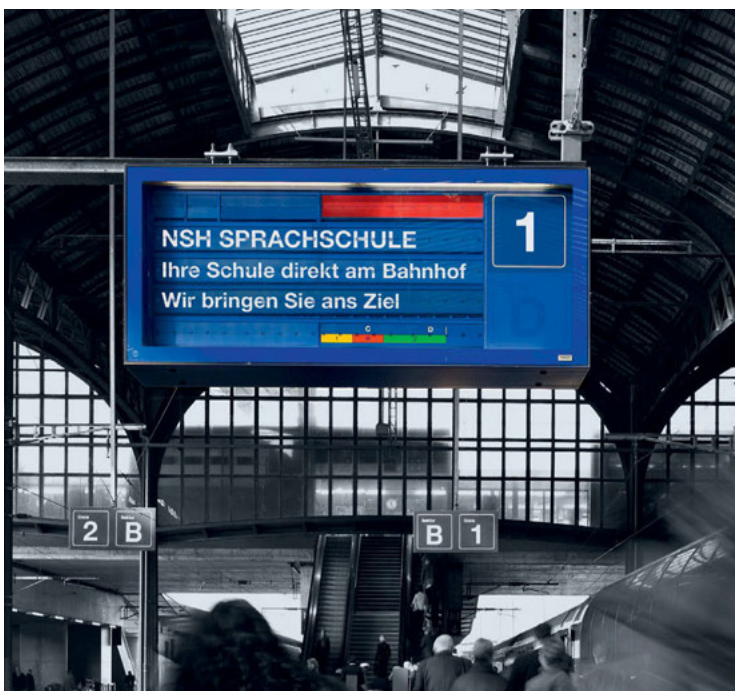 1
NSH SPRACHSCHULE
Ihre Schule direkt am Bahnhof
Wir bringen Sie ans Ziel
C D
2 B
B 1